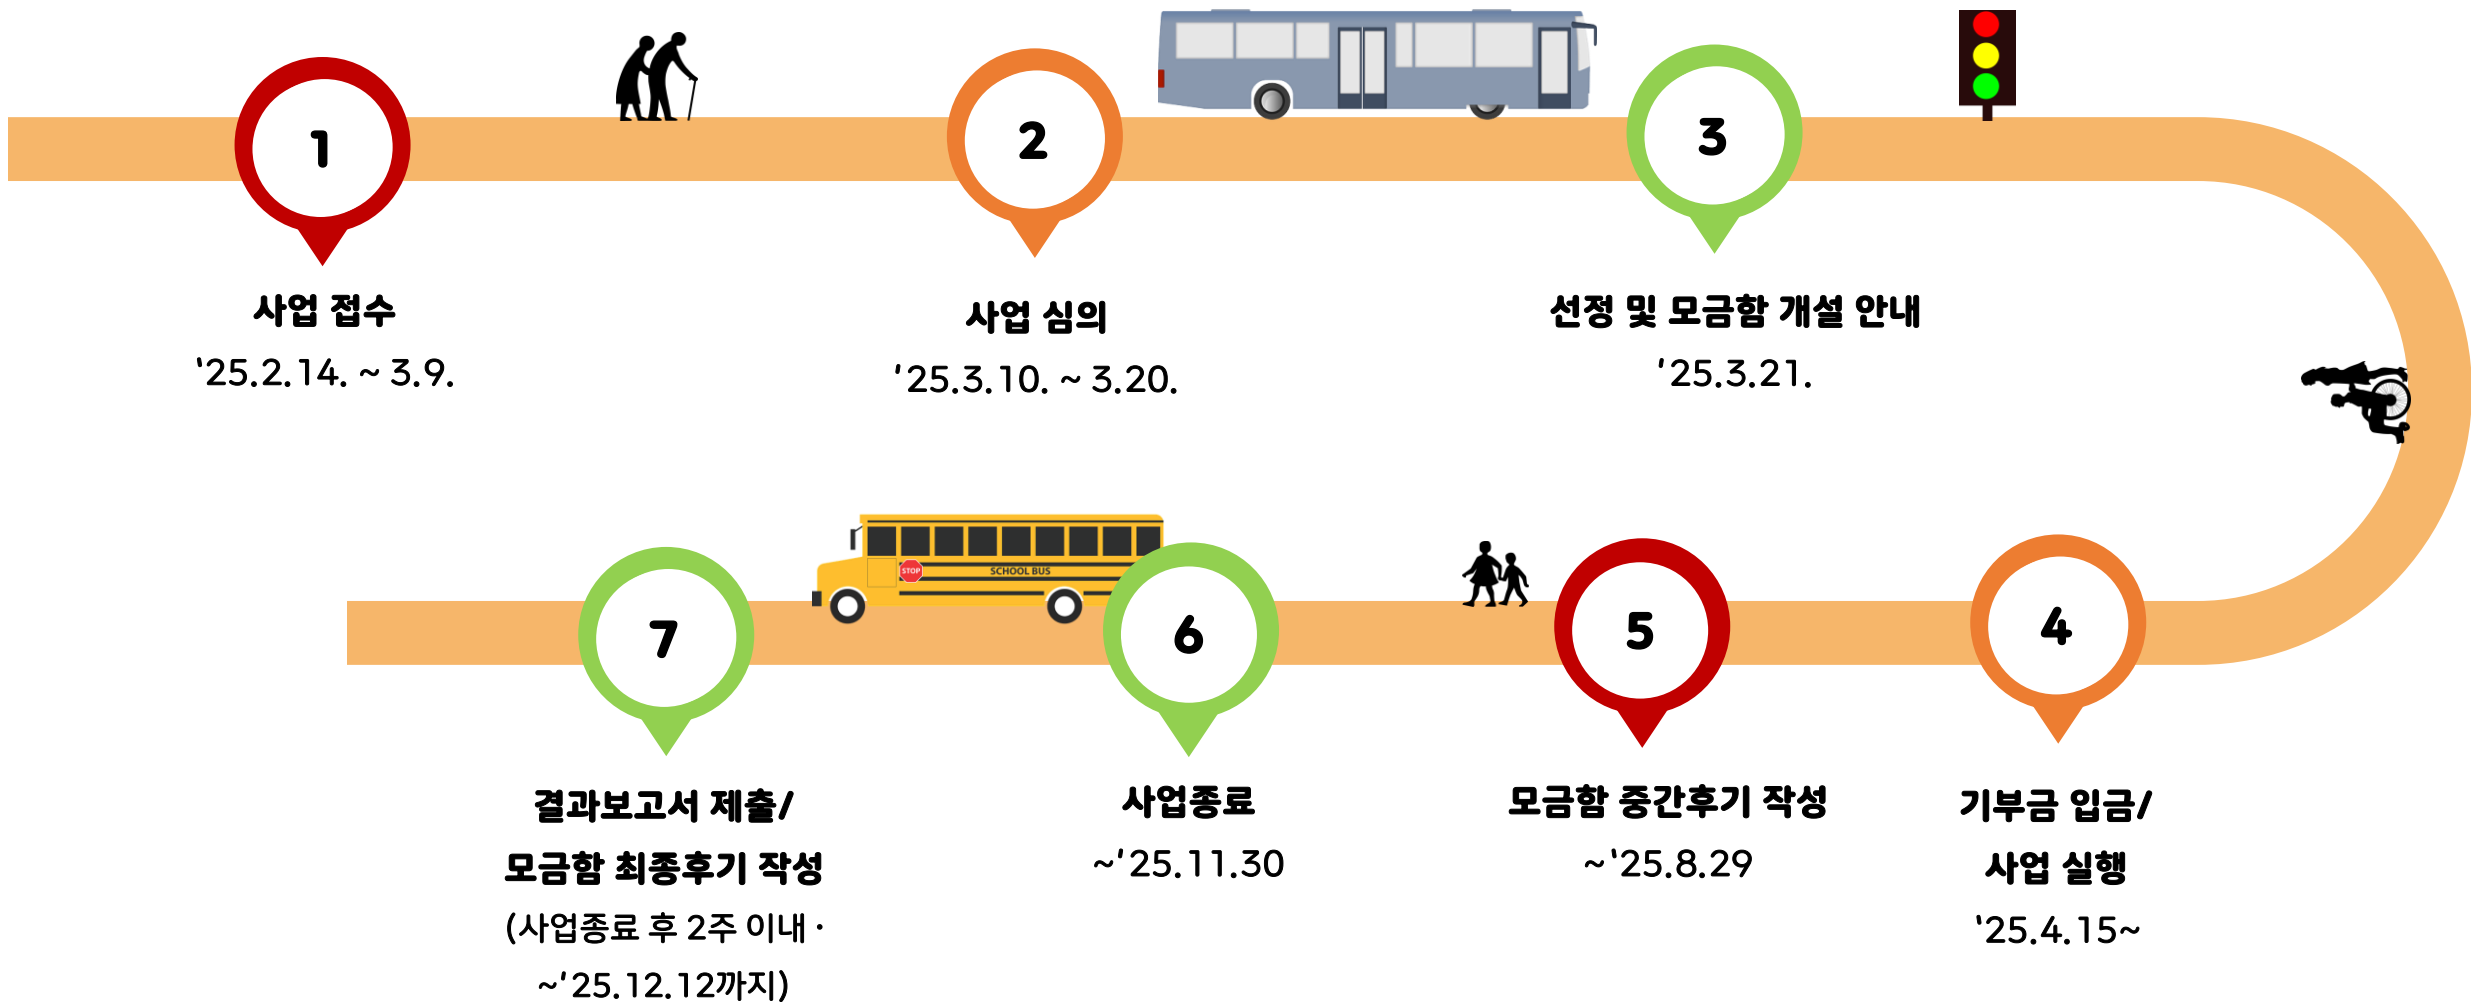 1
사업 접수
'25.2.14. ~ 3.9.
2
사업 심의
'25.3.10. ~ 3.20.
3
선정 및 모금함 개설 안내
'25.3.21.
4
기부금 입금/
사업 실행
'25.4.15~
5
모금함 중간후기 작성
~'25.8.29
6
사업종료
~'25.11.30
STOP
SCHOOL BUS
7
결과보고서 제출/
모금함 최종후기 작성
(사업종료 후 2주 이내·
~'25.12.12까지)